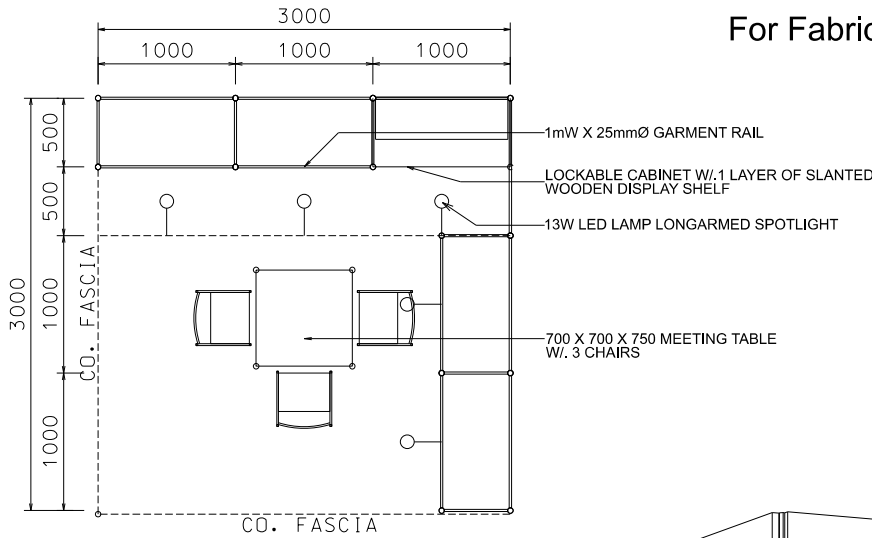 3000
For Fabric
1000 1000 1000
500
1mW X 25mmØ GARMENT RAIL
LOCKABLE CABINET W/.1 LAYER OF SLANTED
WOODEN DISPLAY SHELF
500
13W LED LAMP LONGARMED SPOTLIGHT
3000
CO. FASCIA
1000
700 X 700 X 750 MEETING TABLE
W/. 3 CHAIRS
1000
CO. FASCIA